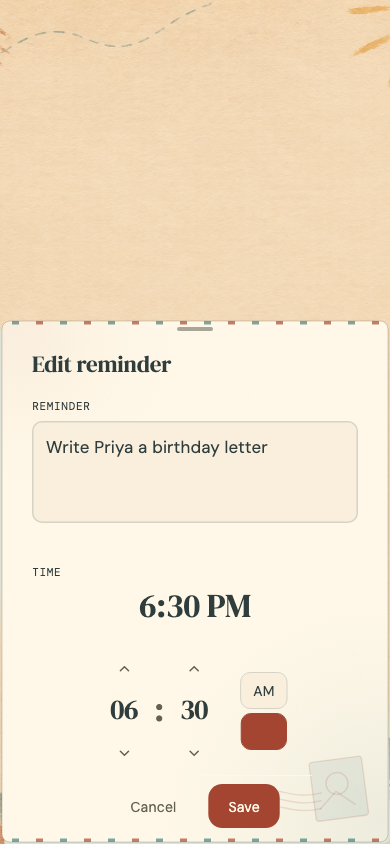 Edit reminder
REMINDER
Write Priya a birthday letter
TIME
6:30 PM
06 : 30
AM
Cancel
Save